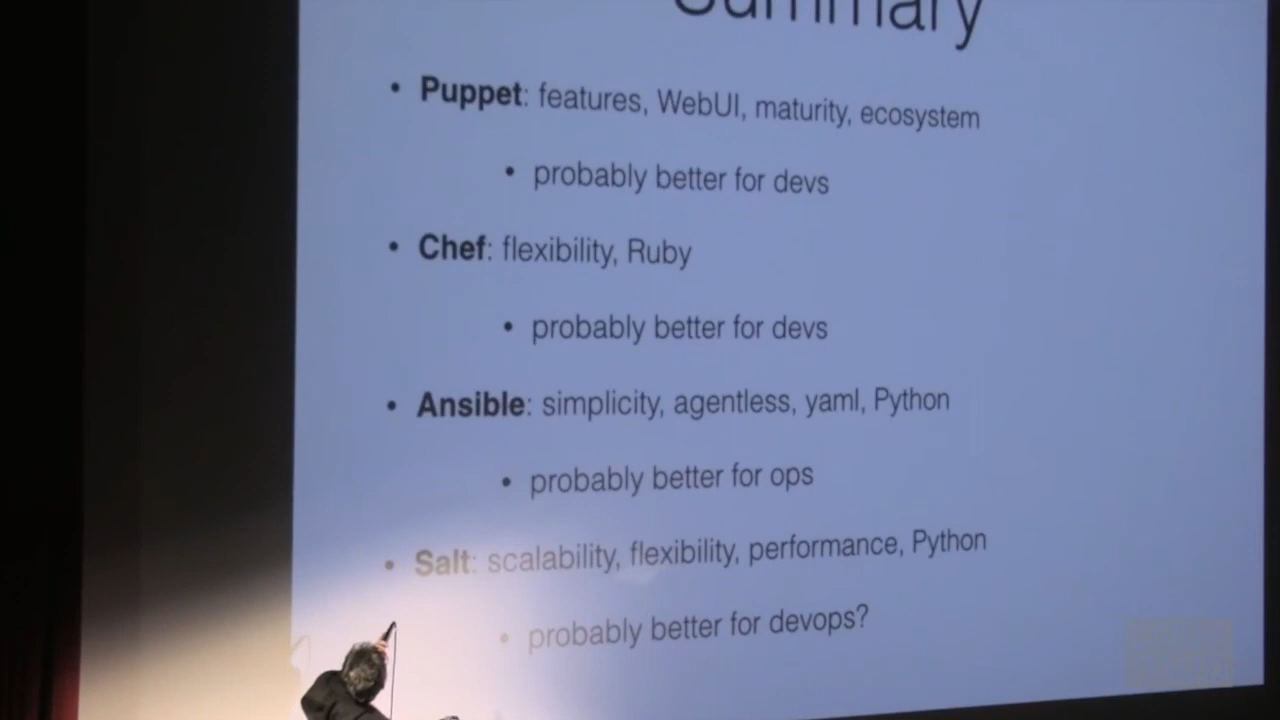 Summary
• Puppet: features, WebUI, maturity, ecosystem
• probably better for devs
• Chef: flexibility, Ruby
• probably better for devs
• Ansible: simplicity, agentless, yaml, Python
• probably better for ops
• Salt: scalability, flexibility, performance, Python
• probably better for devops?